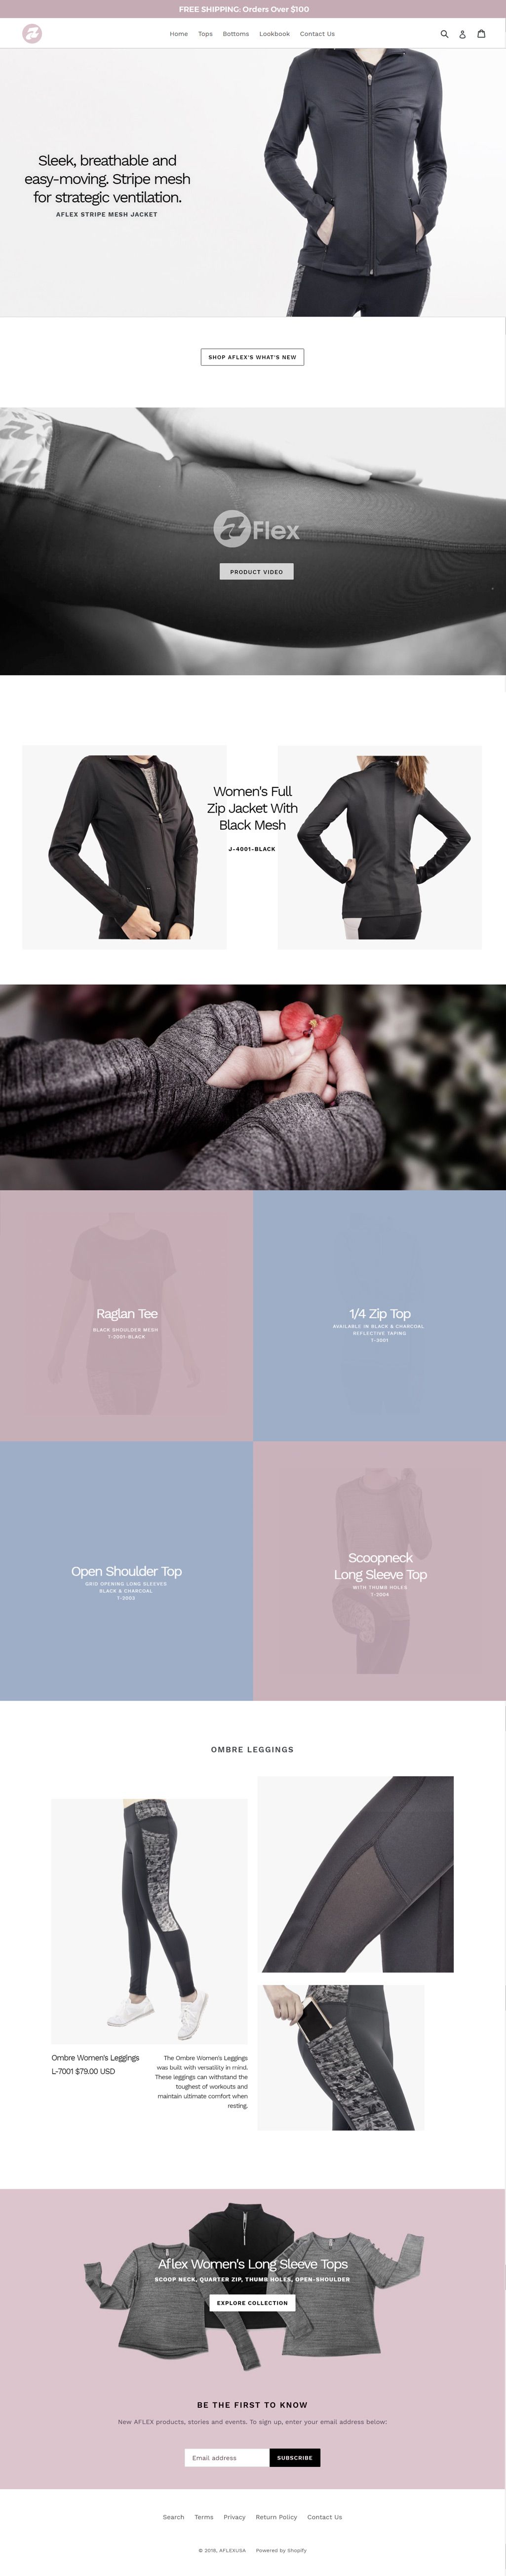 FREE SHIPPING: Orders Over $100
Home Tops Bottoms Lookbook Contact Us
Sleek, breathable and
easy-moving. Stripe mesh
for strategic ventilation.
AFLEX STRIPE MESH JACKET
SHOP AFLEX'S WHAT'S NEW
Flex
PRODUCT VIDEO
Women's Full
Zip Jacket With
Black Mesh
J-4001-BLACK
Raglan Tee
BLACK SHOULDER MESH
T-2001-BLACK
1/4 Zip Top
AVAILABLE IN BLACK & CHARCOAL
REFLECTIVE TAPING
T-2001
Open Shoulder Top
GRID OPENING LONG SLEEVES
BLACK & CHARCOAL
T-2002
Scoopneck
Long Sleeve Top
WITH THUMB HOLES
T-2004
OMBRE LEGGINGS
Ombre Women's Leggings
L-7001 $79.00 USD
The Ombre Women's Leggings
was built with versatility in mind.
These leggings can withstand the
toughest of workouts and
maintain ultimate comfort when
resting.
Aflex Women's Long Sleeve Tops
SCOOP NECK, QUARTER ZIP, THUMB HOLES, OPEN-SHOULDER
EXPLORE COLLECTION
BE THE FIRST TO KNOW
New AFLEX products, stories and events. To sign up, enter your email address below:
Email address SUBSCRIBE
Search Terms Privacy Return Policy Contact Us
© 2018, AFLEXUSA Powered by Shopify